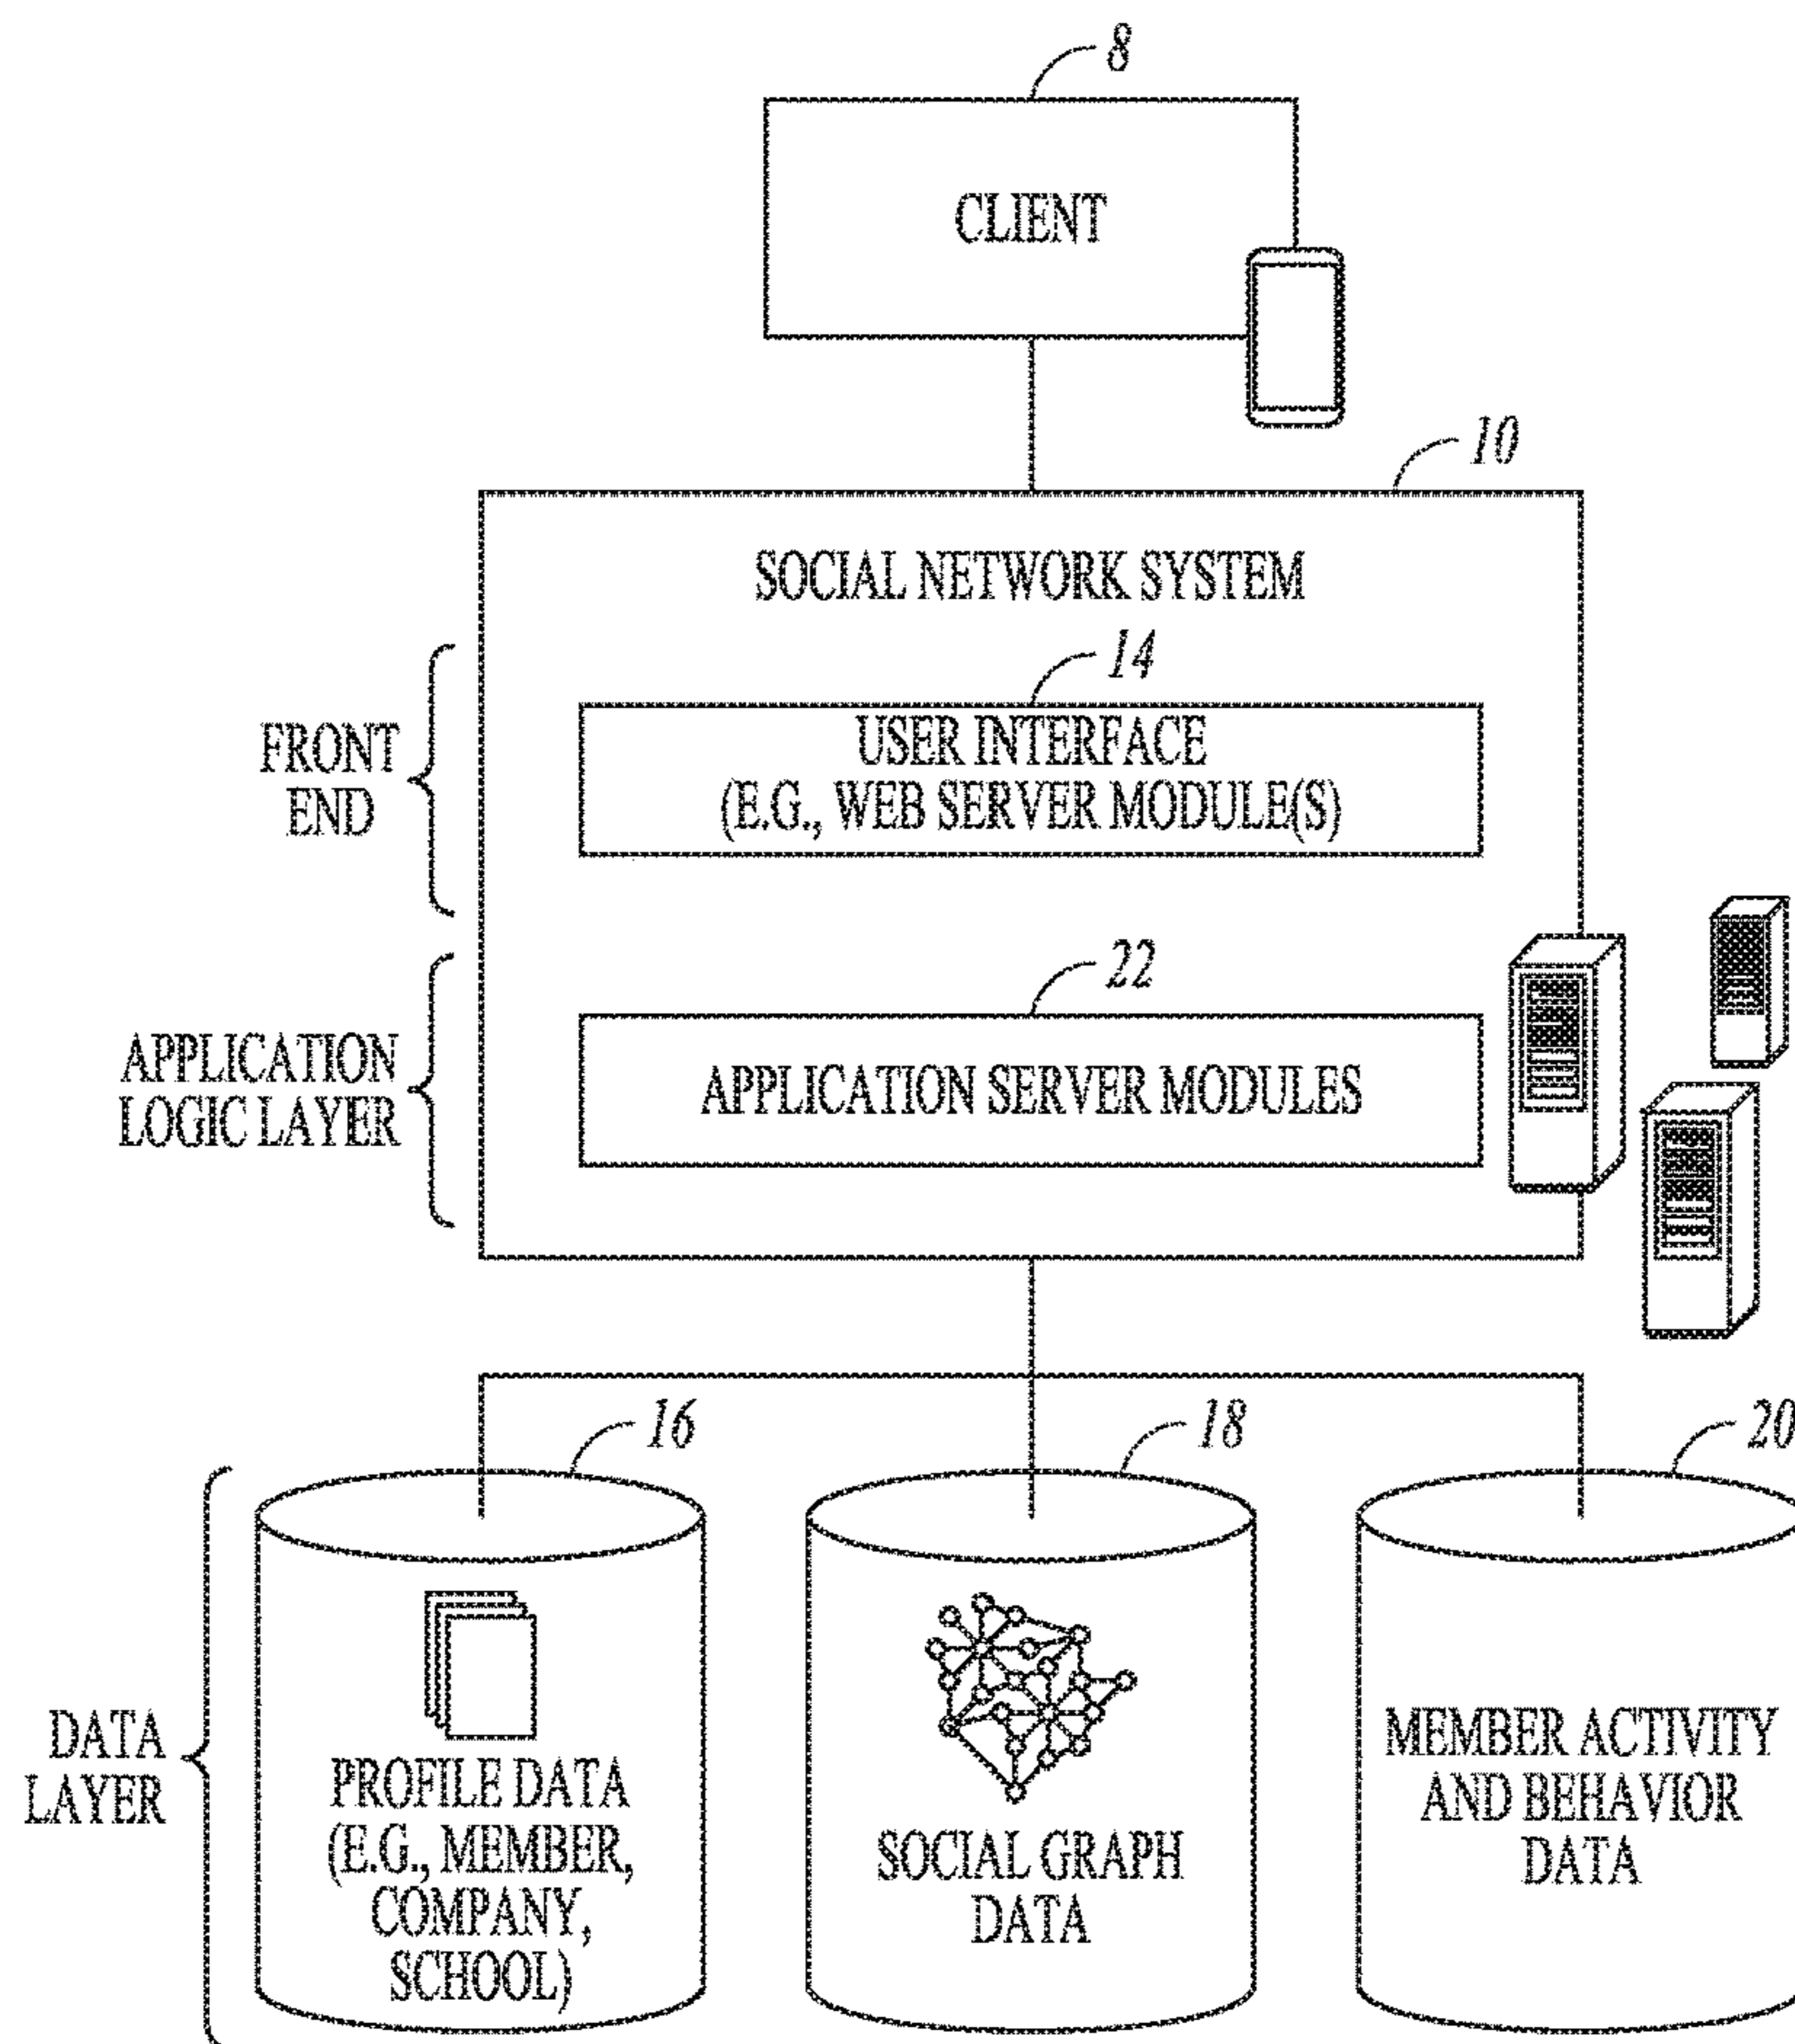 8
CLIENT
10
SOCIAL NETWORK SYSTEM
14
FRONT
END
USER INTERFACE
(E.G., WEB SERVER MODULE(S)
22
APPLICATION
LOGIC LAYER
APPLICATION SERVER MODULES
16
18
20
DATA
LAYER
PROFILE DATA
(E.G., MEMBER,
COMPANY,
SCHOOL)
SOCIAL GRAPH
DATA
MEMBER ACTIVITY
AND BEHAVIOR
DATA